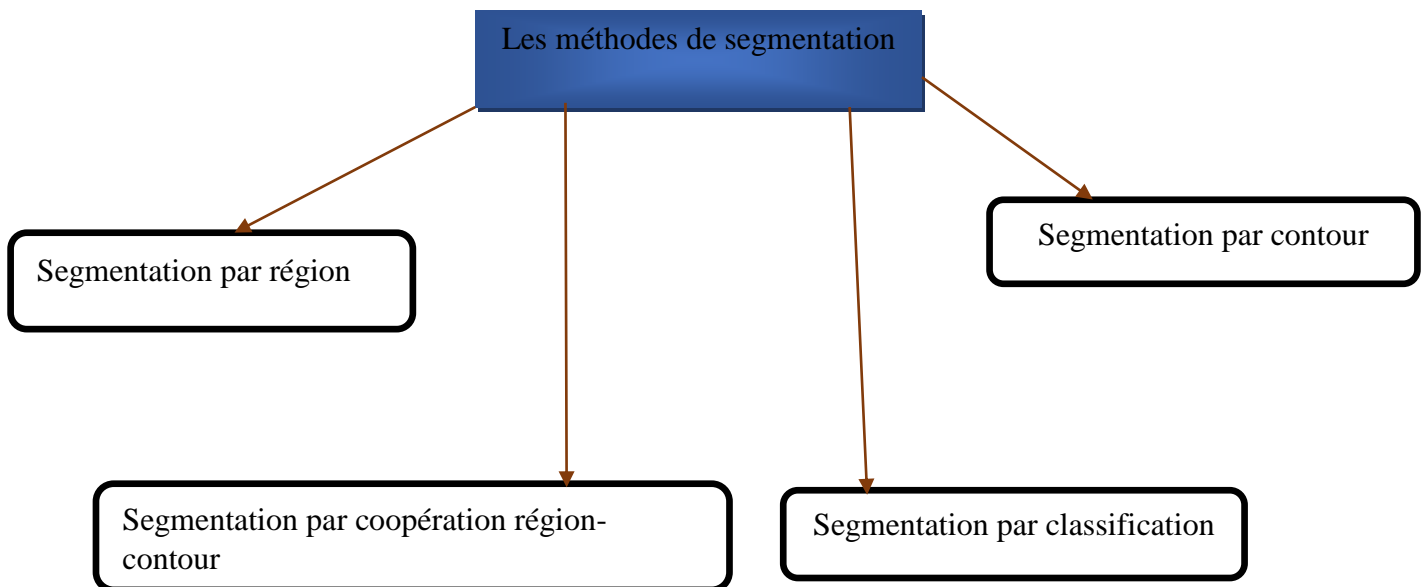 Les méthodes de segmentation
Segmentation par région
Segmentation par contour
Segmentation par coopération région-
contour
Segmentation par classification